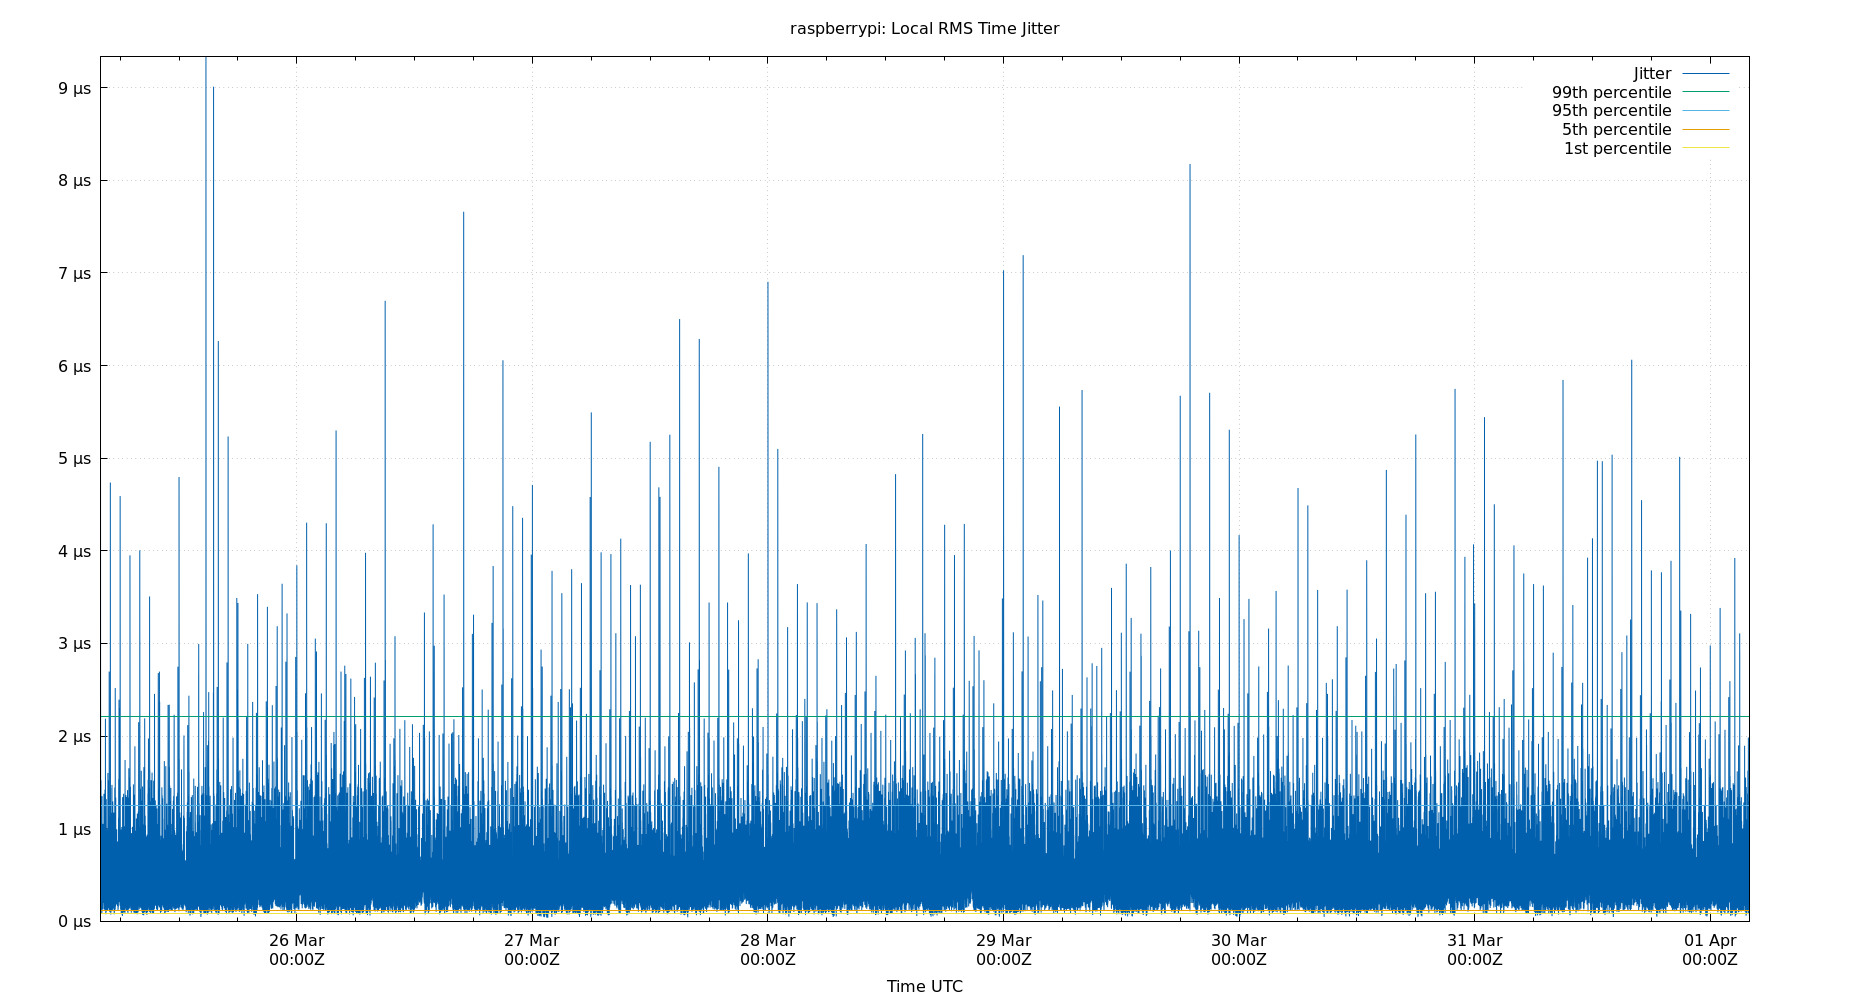 raspberrypi: Local RMS Time Jitter
Jitter
99th percentile
95th percentile
5th percentile
1st percentile
9 µs
8 µs
7 µs
6 µs
5 µs
4 µs
3 µs
2 µs
1 µs
0 µs
26 Mar
00:00Z
27 Mar
00:00Z
28 Mar
00:00Z
29 Mar
00:00Z
30 Mar
00:00Z
31 Mar
00:00Z
01 Apr
00:00Z
Time UTC